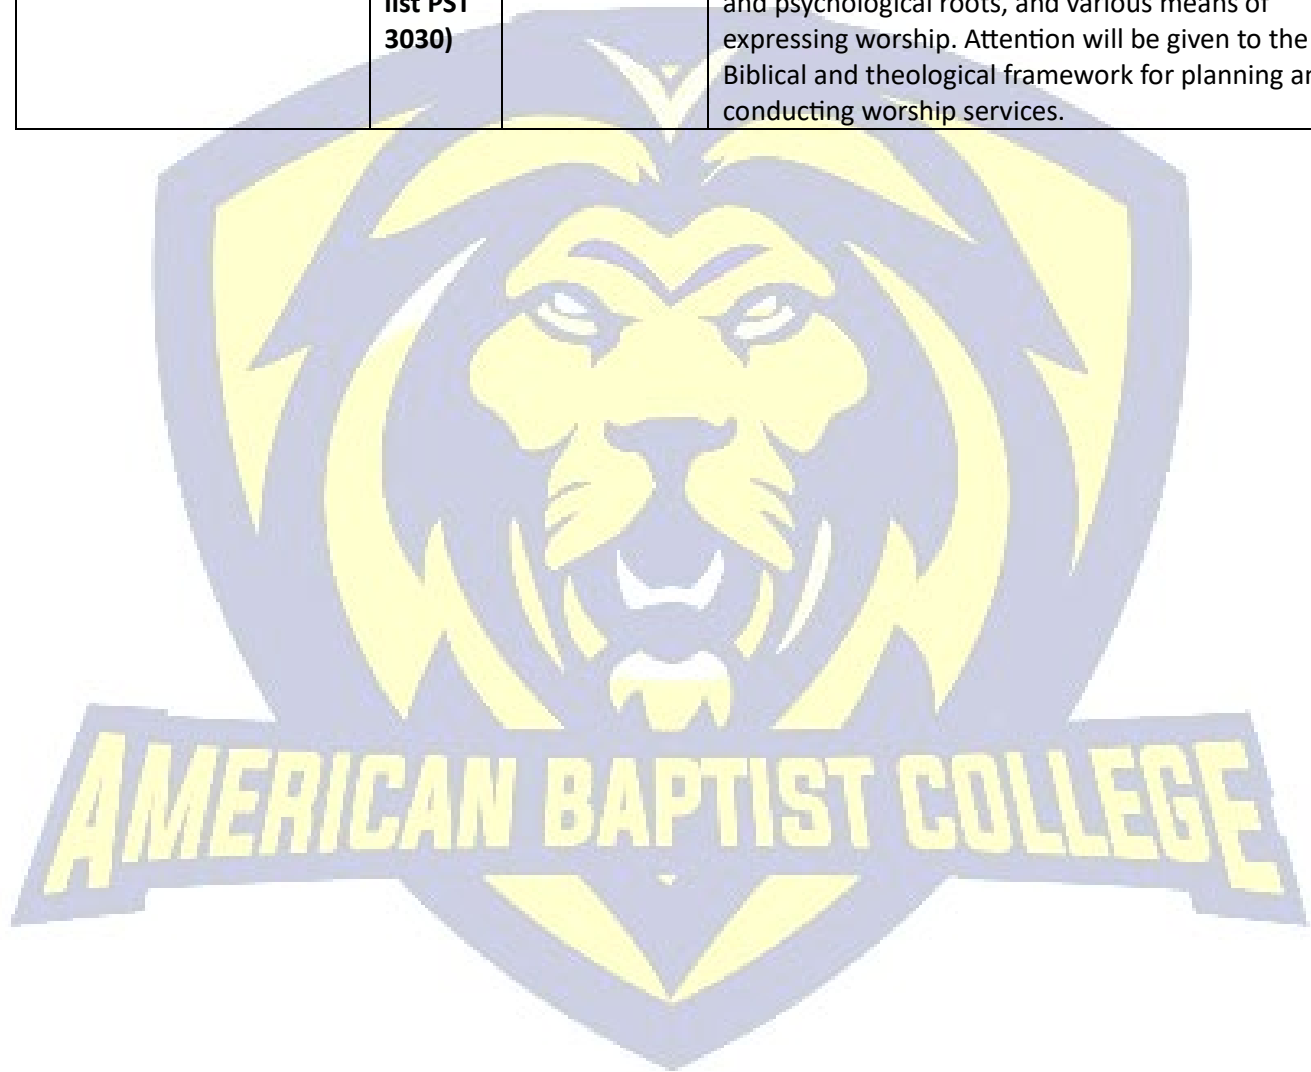 list PST
3030)
and psychological roots, and various means of
expressing worship. Attention will be given to the
Biblical and theological framework for planning
conducting worship services.
AMERICAN BAPTIST COLLEGE